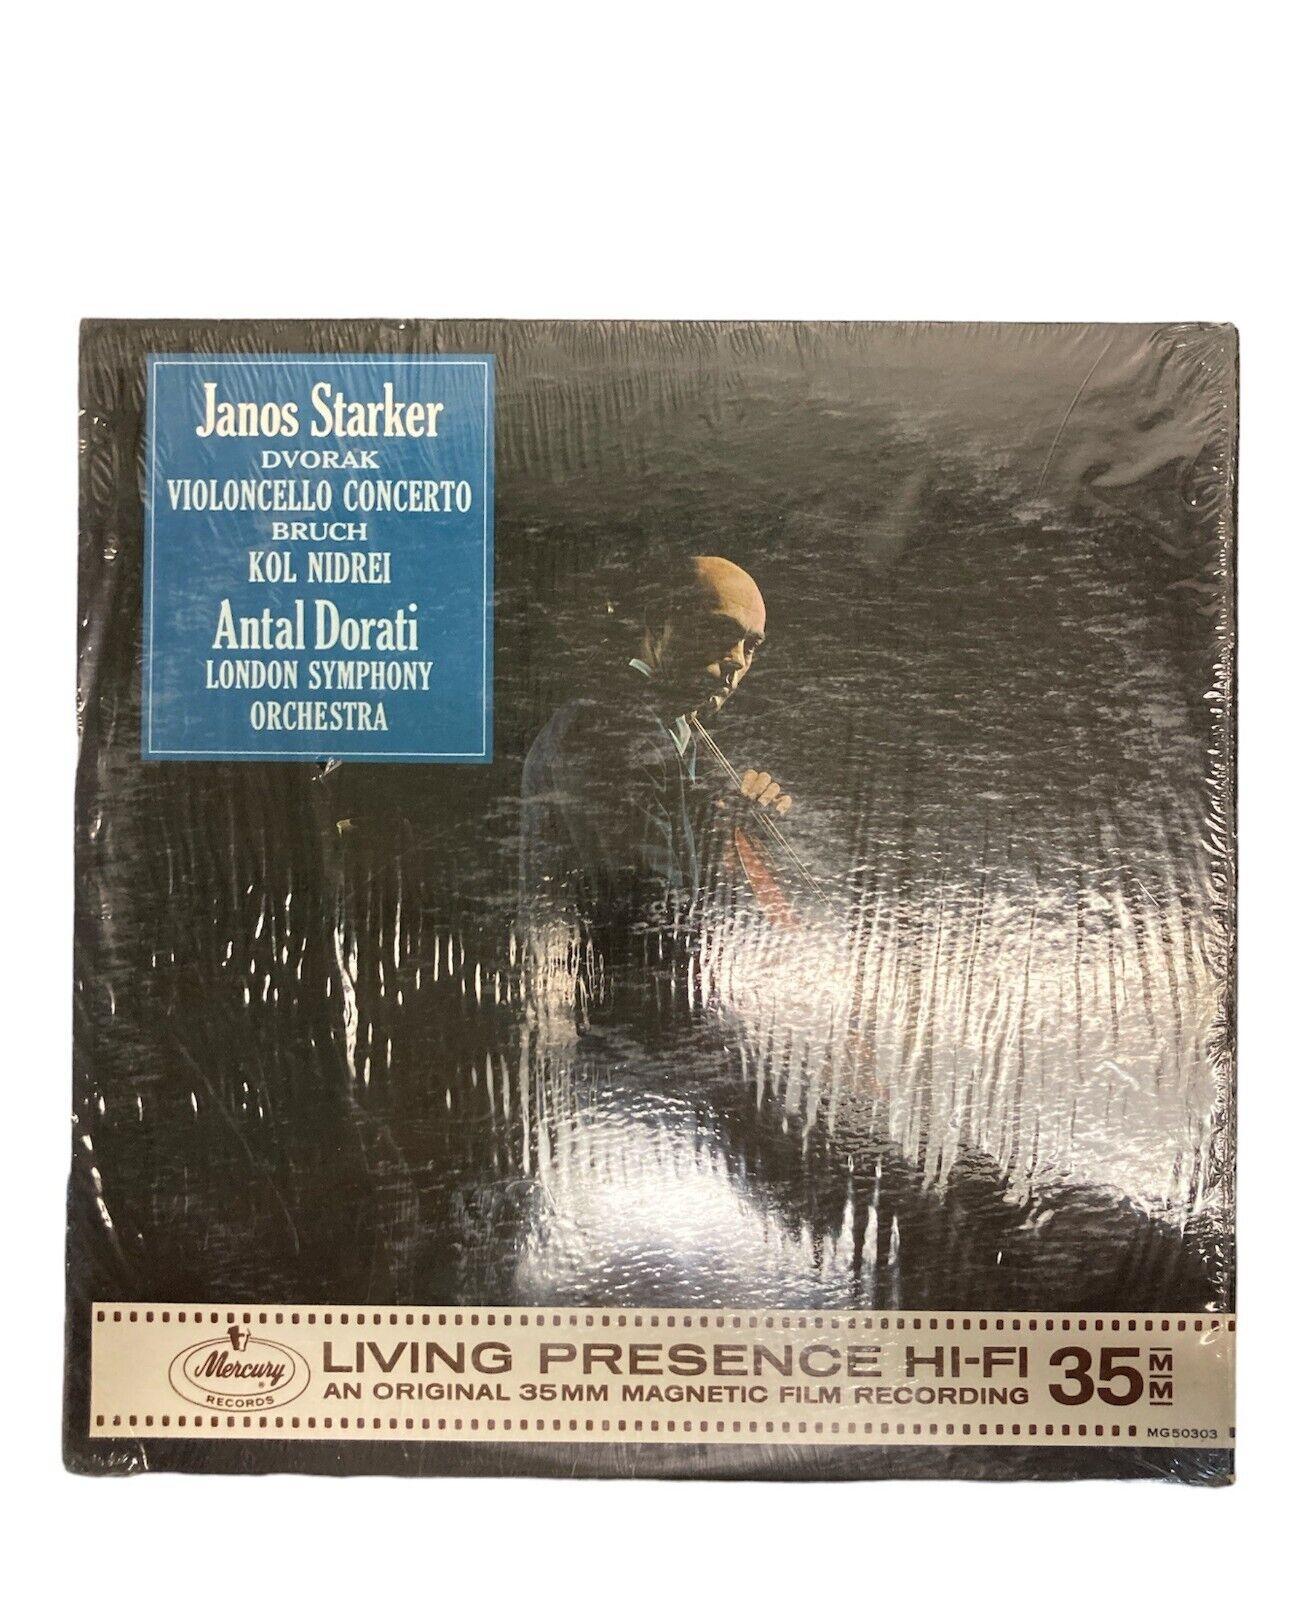 Janos Starker
DVORAK
VIOLONCELLO CONCERTO
BRUCH
KOL NIDREI
Antal Dorati
LONDON SYMPHONY
ORCHESTRA
Mercury
RECORDS
LIVING PRESENCE HI-FI
AN ORIGINAL 35MM MAGNETIC FILM RECORDING
35MM
MG50303